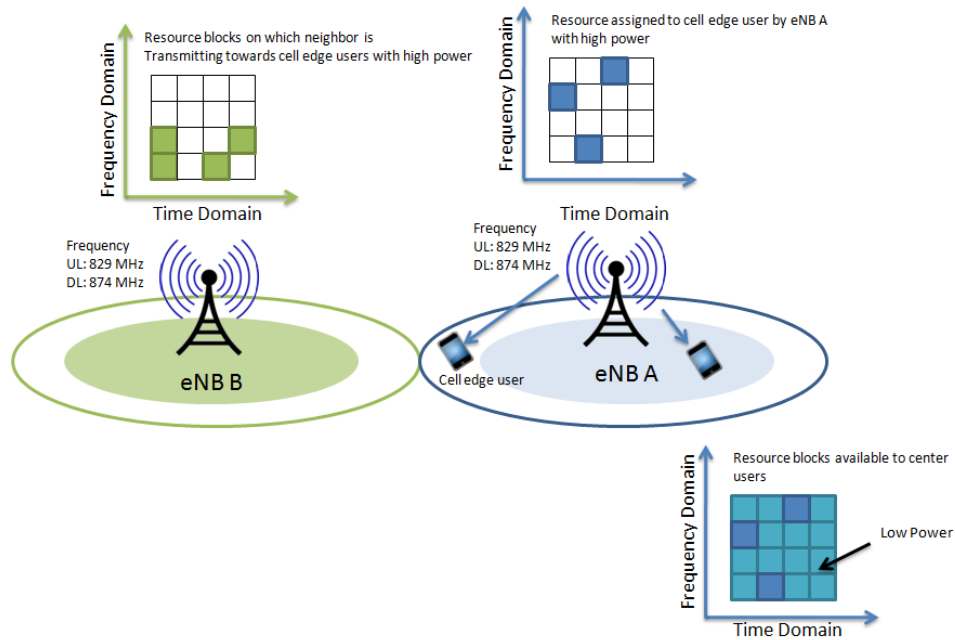 Resource blocks on which neighbor is
Transmitting towards cell edge users with high power
Frequency Domain
Time Domain
Resource assigned to cell edge user by eNB A
with high power
Frequency Domain
Time Domain
Frequency
UL: 829 MHz
DL: 874 MHz
Frequency
UL: 829 MHz
DL: 874 MHz
eNB B
Cell edge user
eNB A
Resource blocks available to center
users
Frequency Domain
Low Power
Time Domain